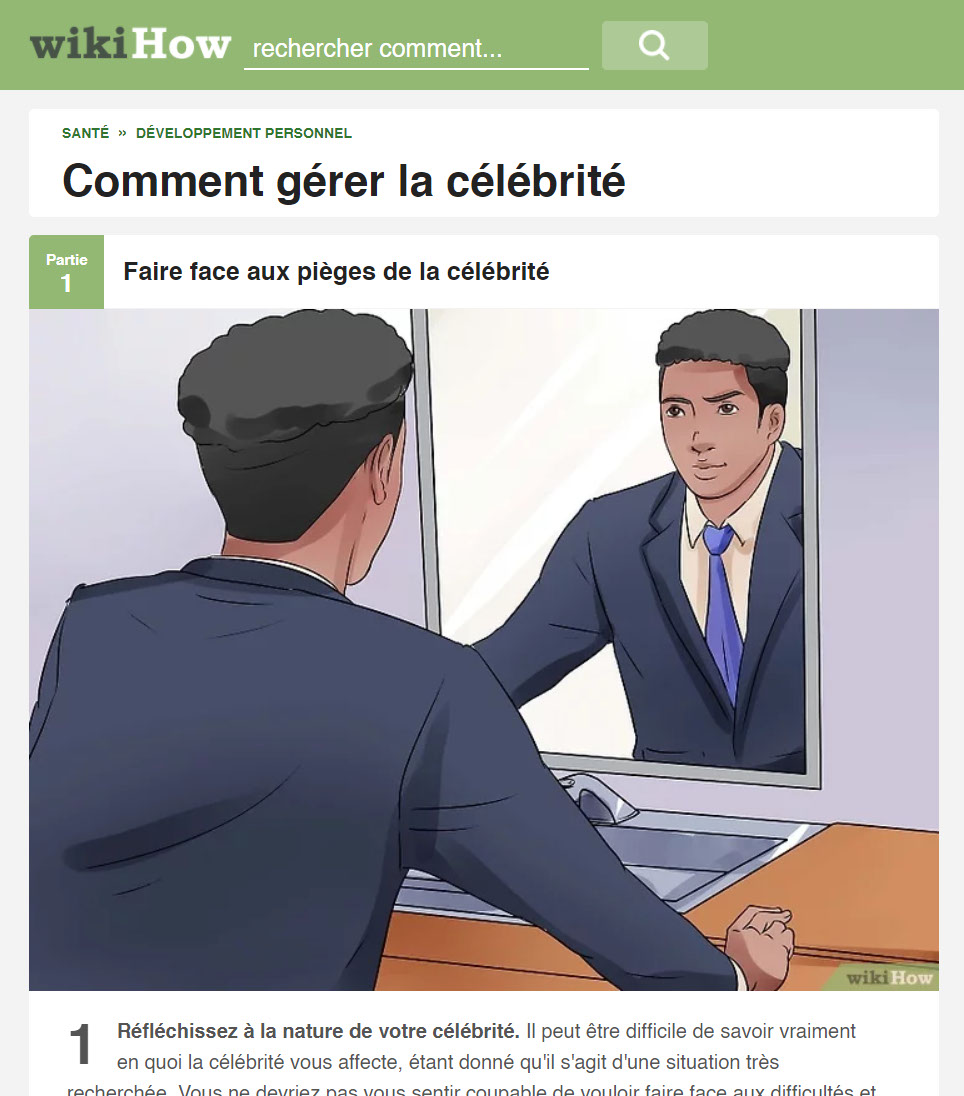 wikiHow
rechercher comment...
SANTÉ » DÉVELOPPEMENT PERSONNEL
Comment gérer la célébrité
Partie
1
Faire face aux pièges de la célébrité
wikiHow
1
Réfléchissez à la nature de votre célébrité. Il peut être difficile de savoir vraiment
en quoi la célébrité vous affecte, étant donné qu'il s'agit d'une situation très
recherchée. Vous ne devriez pas vous sentir coupable de vouloir faire face aux difficultés et